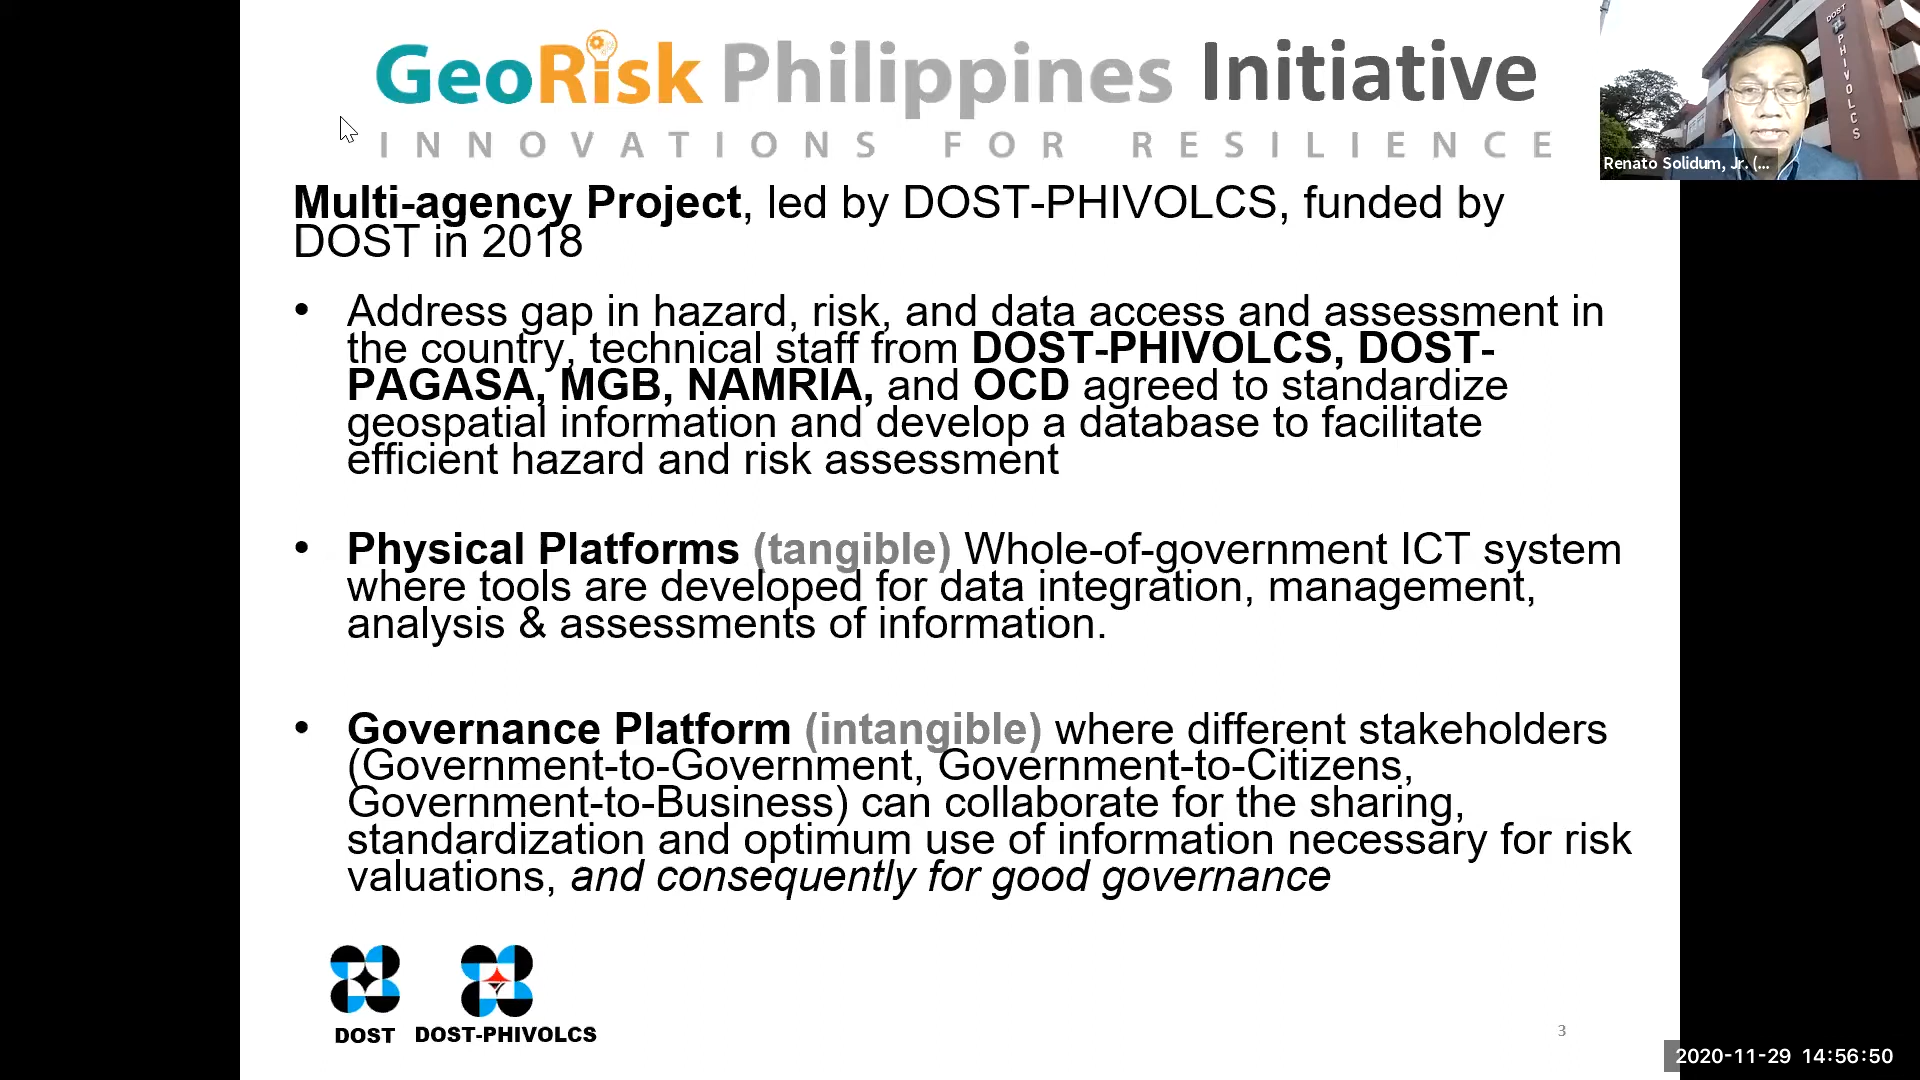 GeoRisk Philippines Initiative
INNOVATIONS FOR RESILIENCE
DOST
PHIVOLCS
Renato Solidum, Jr. (...
Multi-agency Project, led by DOST-PHIVOLCS, funded by
DOST in 2018
• Address gap in hazard, risk, and data access and assessment in
the country, technical staff from DOST-PHIVOLCS, DOST-
PAGASA, MGB, NAMRIA, and OCD agreed to standardize
geospatial information and develop a database to facilitate
efficient hazard and risk assessment
• Physical Platforms (tangible) Whole-of-government ICT system
where tools are developed for data integration, management,
analysis & assessments of information.
• Governance Platform (intangible) where different stakeholders
(Government-to-Government, Government-to-Citizens,
Government-to-Business) can collaborate for the sharing,
standardization and optimum use of information necessary for risk
valuations, and consequently for good governance
DOST DOST-PHIVOLCS
3
2020-11-29 14:56:50